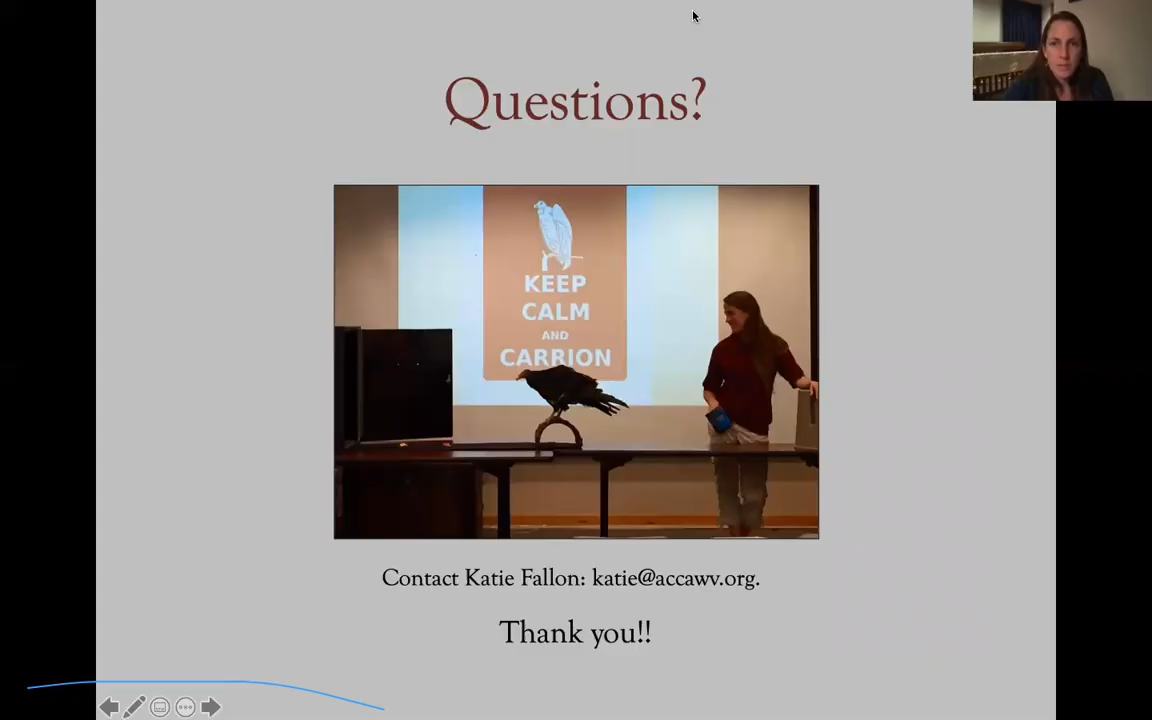 Questions?
KEEP
CALM
AND
CARRION
Contact Katie Fallon: katie@accawv.org.
Thank you!!